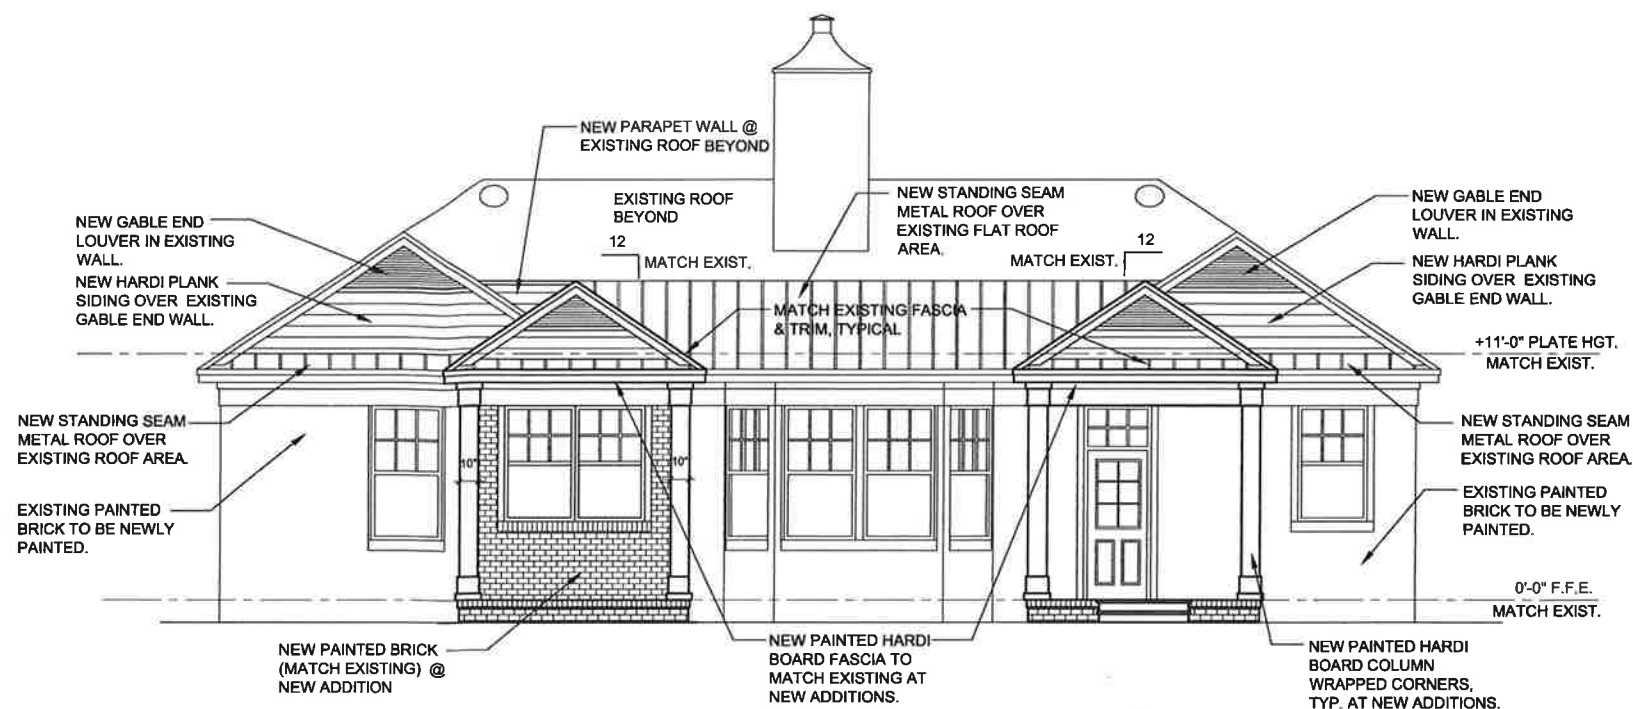 NEW PARAPET WALL @
EXISTING ROOF BEYOND
EXISTING ROOF
BEYOND
NEW STANDING SEAM
METAL ROOF OVER
EXISTING FLAT ROOF
AREA.
NEW GABLE END
LOUVER IN EXISTING
WALL.
NEW HARDI PLANK
SIDING OVER EXISTING
GABLE END WALL.
12
MATCH EXIST.
12
MATCH EXIST.
NEW GABLE END
LOUVER IN EXISTING
WALL.
NEW HARDI PLANK
SIDING OVER EXISTING
GABLE END WALL.
MATCH EXISTING FASCIA
& TRIM, TYPICAL
+11'-0" PLATE HGT.
MATCH EXIST.
NEW STANDING SEAM
METAL ROOF OVER
EXISTING ROOF AREA.
EXISTING PAINTED
BRICK TO BE NEWLY
PAINTED.
10"
10"
NEW STANDING SEAM
METAL ROOF OVER
EXISTING ROOF AREA.
EXISTING PAINTED
BRICK TO BE NEWLY
PAINTED.
0'-0" F.F.E.
MATCH EXIST.
NEW PAINTED BRICK
(MATCH EXISTING) @
NEW ADDITION
NEW PAINTED HARDI
BOARD FASCIA TO
MATCH EXISTING AT
NEW ADDITIONS.
NEW PAINTED HARDI
BOARD COLUMN
WRAPPED CORNERS,
TYP. AT NEW ADDITIONS.